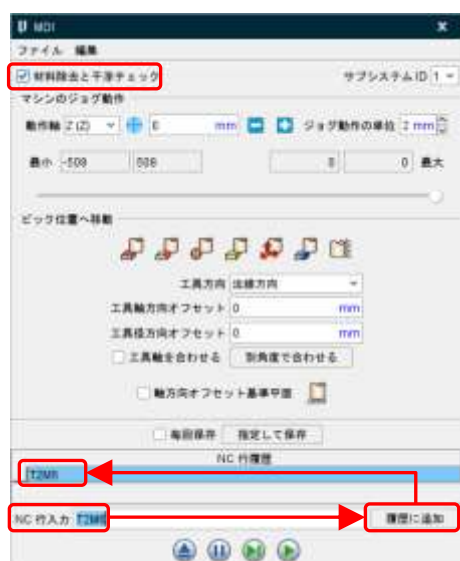 MDI
ファイル 編集
材料除去と干渉チェック サブシステムID 1
マシンのジョグ動作
動作軸 Z (Z) 0 mm ジョグ動作の単位 2 mm
最小 -508 508 0 0 最大
ピック位置へ移動
工具方向 法線方向
工具軸方向オフセット 0 mm
工具径方向オフセット 0 mm
工具軸を合わせる 別角度で合わせる
軸方向オフセット基準平面
毎回保存 指定して保存
NC 行履歴
T2M6
NC 行入力 T2M6 履歴に追加